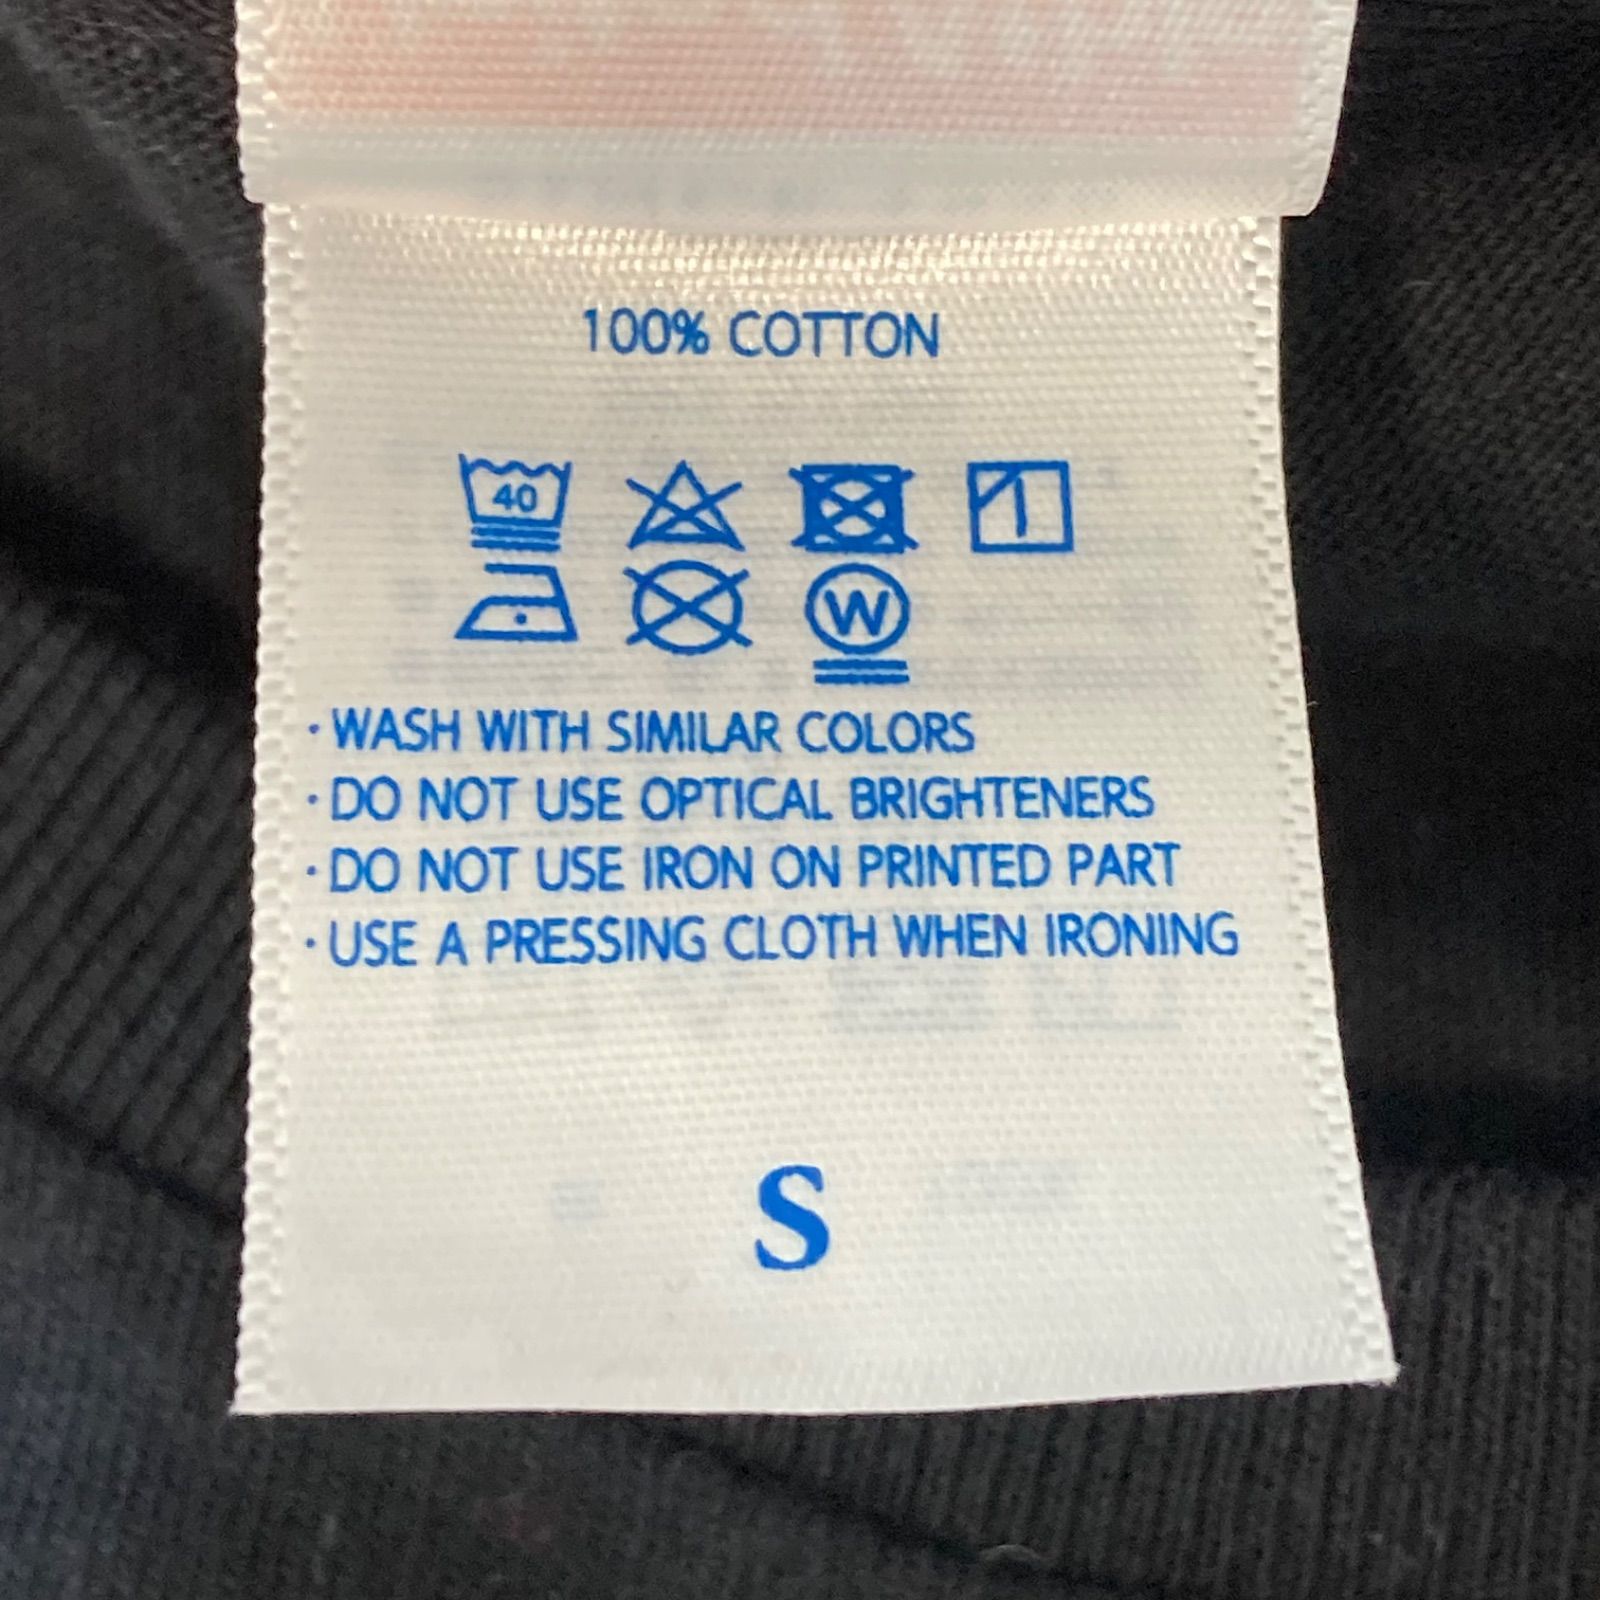 100% COTTON
40
W
· WASH WITH SIMILAR COLORS
· DO NOT USE OPTICAL BRIGHTENERS
· DO NOT USE IRON ON PRINTED PART
· USE A PRESSING CLOTH WHEN IRONING
S